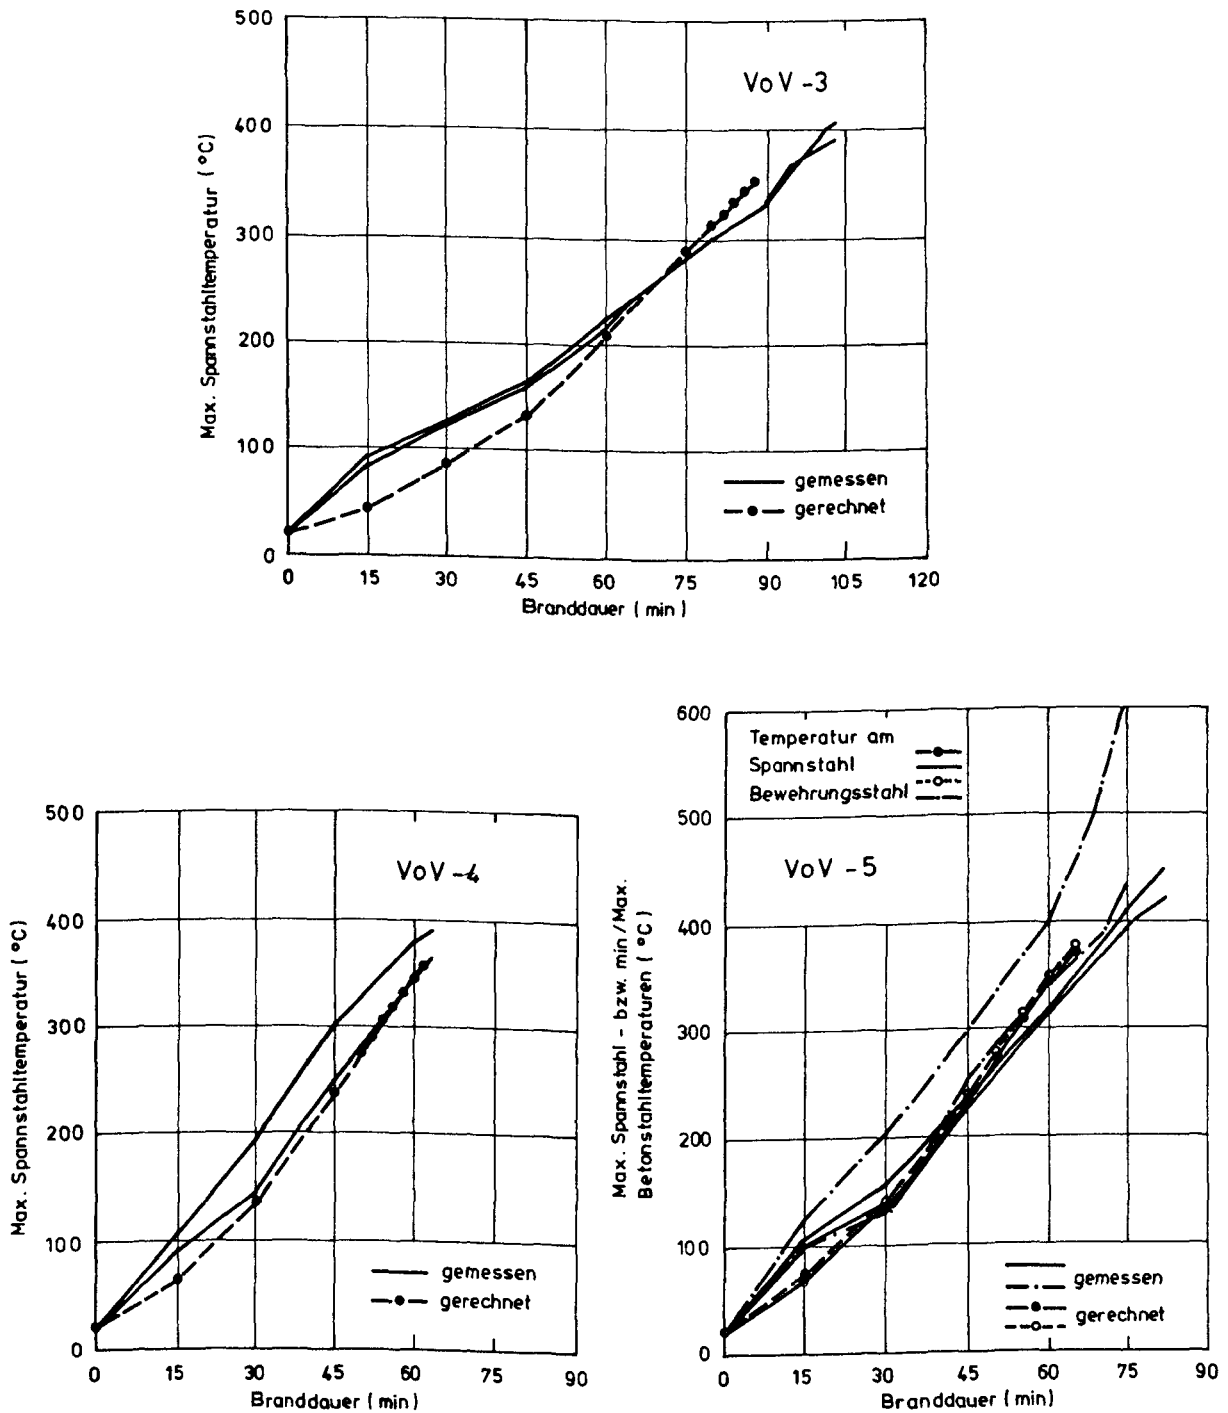 500
400
300
200
100
0
Max. Spannstahltemperatur ( °C)
VoV -3
gemessen
gerechnet
0 15 30 45 60 75 90 105 120
Branddauer ( min )
500
400
300
200
100
0
Max. Spannstahltemperatur ( °C)
VoV -4
gemessen
gerechnet
0 15 30 45 60 75 90
Branddauer ( min )
600
500
400
300
200
100
0
Max. Spannstahl - bzw. min /Max.
Betonstahltemperaturen ( °C )
Temperatur am
Spannstahl
Bewehrungsstahl
VoV - 5
gemessen
gerechnet
0 15 30 45 60 75 90
Branddauer ( min )